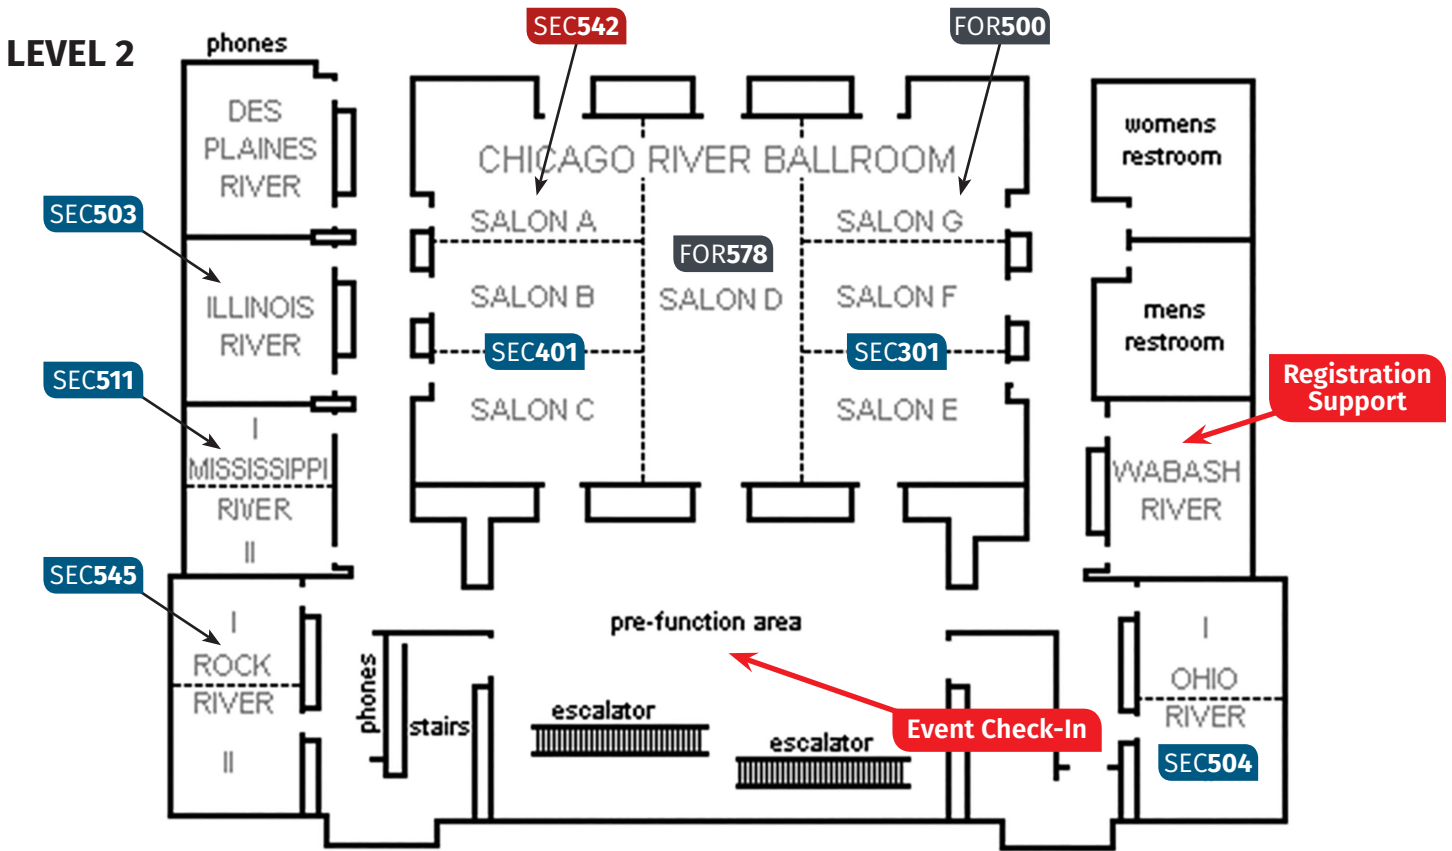 LEVEL 2
phones
SEC542
FOR500
DES
PLAINES
RIVER
womens
restroom
CHICAGO RIVER BALLROOM
SEC503
SALON A
SALON G
FOR578
ILLINOIS
RIVER
SALON B
SALON D
SALON F
mens
restroom
SEC401
SEC301
SEC511
Registration
Support
SALON C
SALON E
I
MISSISSIPPI
RIVER
II
WABASH
RIVER
SEC545
I
ROCK
RIVER
II
pre-function area
I
OHIO
RIVER
phones
stairs
escalator
escalator
Event Check-In
SEC504